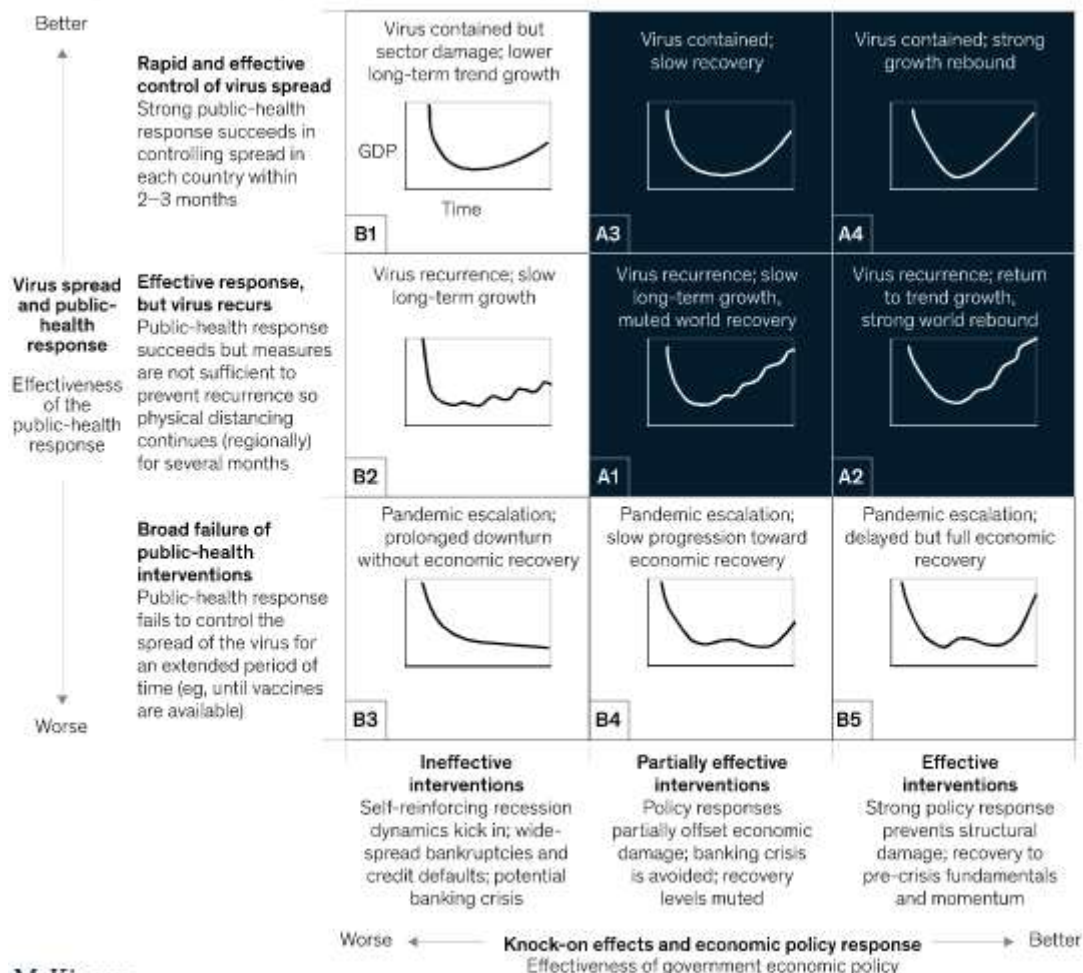 Better
Rapid and effective
control of virus spread
Strong public-health
response succeeds in
controlling spread in
each country within
2–3 months
Virus contained but
sector damage; lower
long-term trend growth
GDP
Time
B1
Virus contained;
slow recovery
A3
Virus contained; strong
growth rebound
A4
Virus spread
and public-
health
response
Effectiveness
of the
public-health
response
Effective response,
but virus recurs
Public-health response
succeeds but measures
are not sufficient to
prevent recurrence so
physical distancing
continues (regionally)
for several months
Virus recurrence; slow
long-term growth
B2
Virus recurrence; slow
long-term growth,
muted world recovery
A1
Virus recurrence; return
to trend growth,
strong world rebound
A2
Broad failure of
public-health
interventions
Public-health response
fails to control the
spread of the virus for
an extended period of
time (eg, until vaccines
are available)
Worse
Pandemic escalation;
prolonged downturn
without economic recovery
B3
Pandemic escalation;
slow progression toward
economic recovery
B4
Pandemic escalation;
delayed but full economic
recovery
B5
Ineffective
interventions
Self-reinforcing recession
dynamics kick in; wide-
spread bankruptcies and
credit defaults; potential
banking crisis
Partially effective
interventions
Policy responses
partially offset economic
damage; banking crisis
is avoided; recovery
levels muted
Effective
interventions
Strong policy response
prevents structural
damage; recovery to
pre-crisis fundamentals
and momentum
Worse
Knock-on effects and economic policy response
Better
Effectiveness of government economic policy